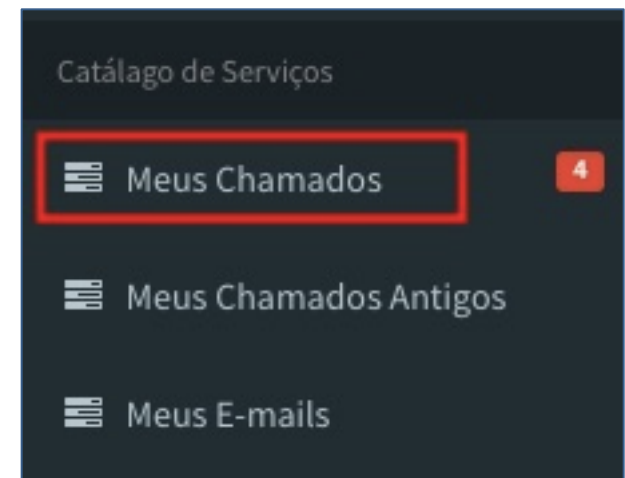 Catálago de Serviços
Meus Chamados 4
Meus Chamados Antigos
Meus E-mails